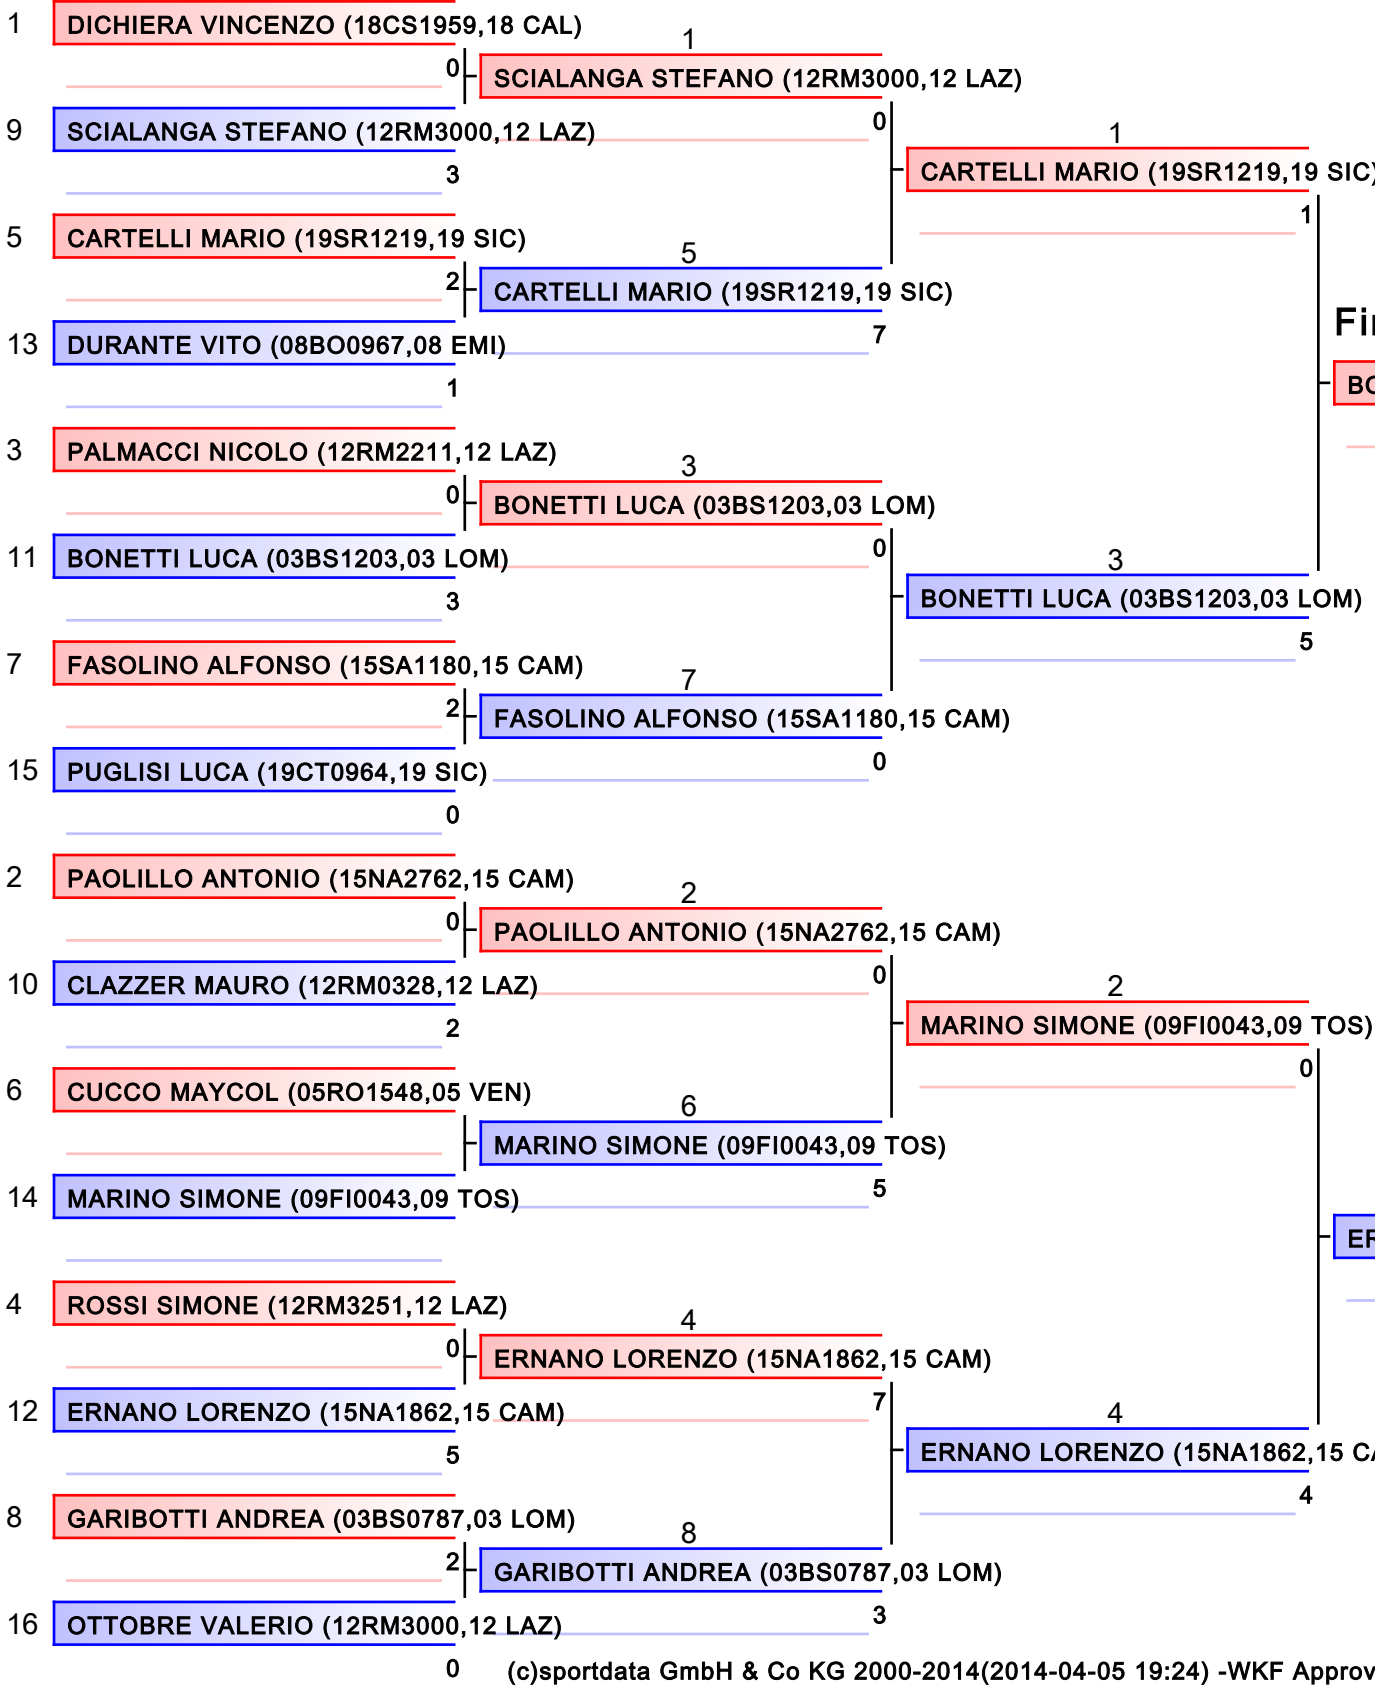 1 DICHIERA VINCENZO (18CS1959,18 CAL)
0
9 SCIALANGA STEFANO (12RM3000,12 LAZ)
3
5 CARTELLI MARIO (19SR1219,19 SIC)
2
13 DURANTE VITO (08BO0967,08 EMI)
1
3 PALMACCI NICOLO (12RM2211,12 LAZ)
0
11 BONETTI LUCA (03BS1203,03 LOM)
3
7 FASOLINO ALFONSO (15SA1180,15 CAM)
2
15 PUGLISI LUCA (19CT0964,19 SIC)
0
2 PAOLILLO ANTONIO (15NA2762,15 CAM)
0
10 CLAZZER MAURO (12RM0328,12 LAZ)
2
6 CUCCO MAYCOL (05RO1548,05 VEN)
14 MARINO SIMONE (09FI0043,09 TOS)
4 ROSSI SIMONE (12RM3251,12 LAZ)
0
12 ERNANO LORENZO (15NA1862,15 CAM)
5
8 GARIBOTTI ANDREA (03BS0787,03 LOM)
2
16 OTTOBRE VALERIO (12RM3000,12 LAZ)
0
1
SCIALANGA STEFANO (12RM3000,12 LAZ)
0
5
CARTELLI MARIO (19SR1219,19 SIC)
7
3
BONETTI LUCA (03BS1203,03 LOM)
0
7
FASOLINO ALFONSO (15SA1180,15 CAM)
0
2
PAOLILLO ANTONIO (15NA2762,15 CAM)
0
6
MARINO SIMONE (09FI0043,09 TOS)
5
4
ERNANO LORENZO (15NA1862,15 CAM)
7
8
GARIBOTTI ANDREA (03BS0787,03 LOM)
3
1
CARTELLI MARIO (19SR1219,19 SIC)
1
3
BONETTI LUCA (03BS1203,03 LOM)
5
2
MARINO SIMONE (09FI0043,09 TOS)
0
4
ERNANO LORENZO (15NA1862,15 CA
4
Fi
BO
ER
(c)sportdata GmbH & Co KG 2000-2014(2014-04-05 19:24) -WKF Approv